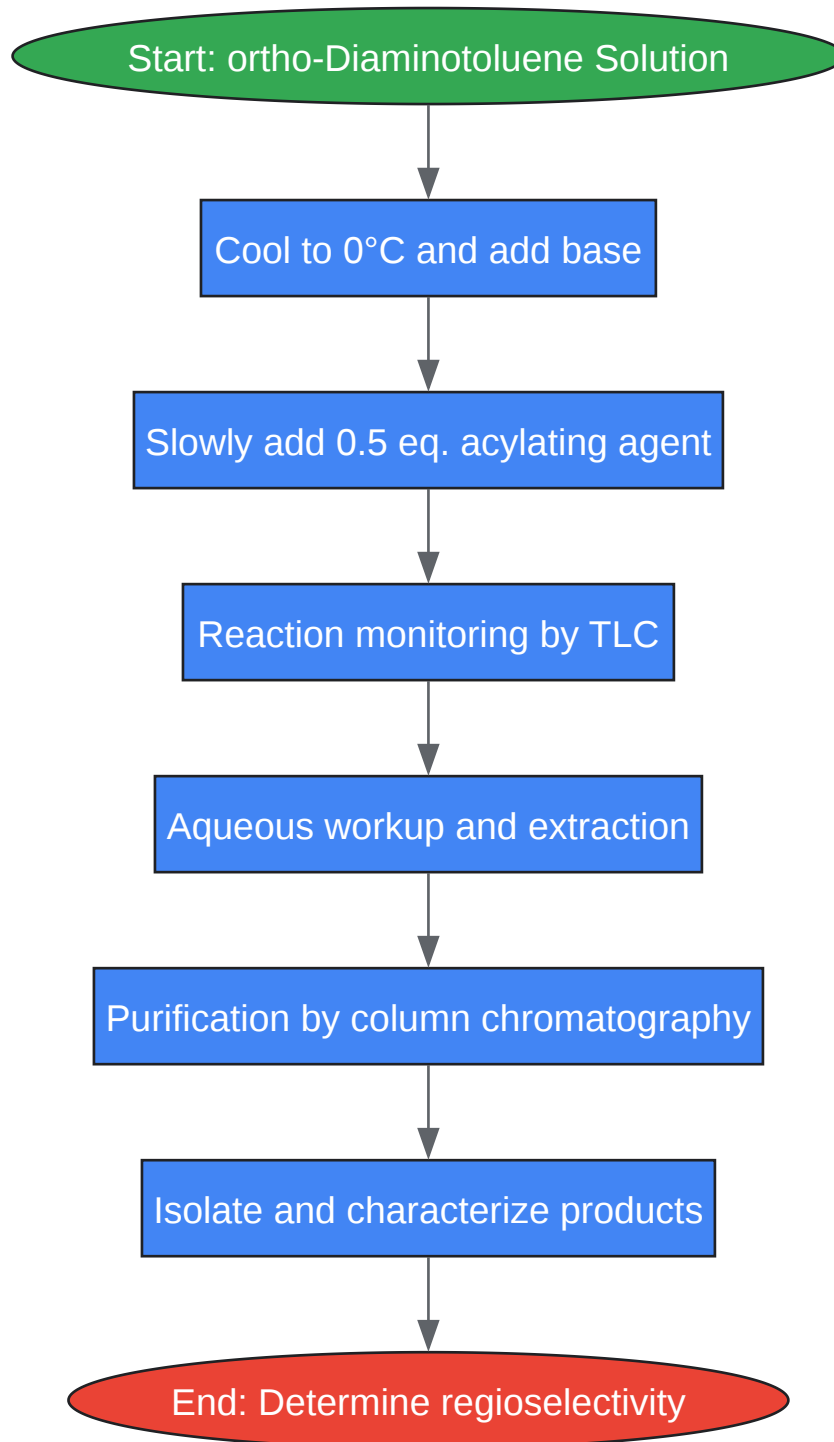 Start: ortho-Diaminotoluene Solution
Cool to 0°C and add base
Slowly add 0.5 eq. acylating agent
Reaction monitoring by TLC
Aqueous workup and extraction
Purification by column chromatography
Isolate and characterize products
End: Determine regioselectivity